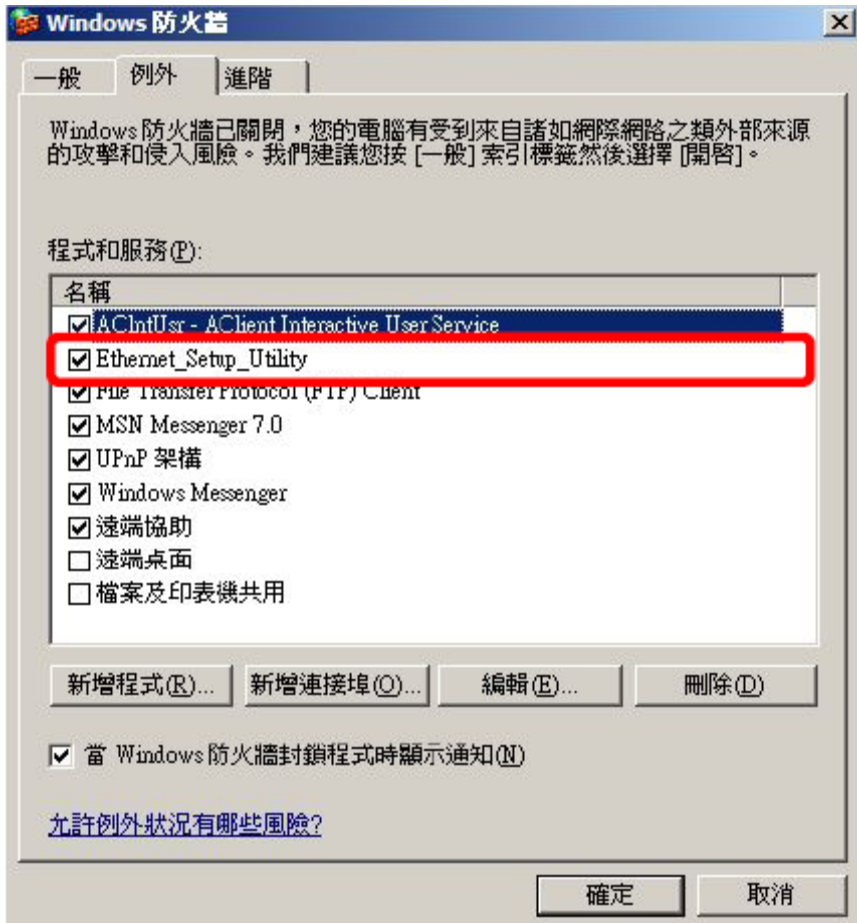 Windows 防火牆
一般
例外
進階
Windows 防火牆已關閉，您的電腦有受到來自諸如網際網路之類外部來源
的攻擊和侵入風險。我們建議您按 [一般] 索引標籤然後選擇 [開啓]。
程式和服務(P):
名稱
AClntUsr - AClient Interactive User Service
Ethernet_Setup_Utility
File Transfer Protocol (FTP) Client
MSN Messenger 7.0
UPnP 架構
Windows Messenger
遠端協助
遠端桌面
檔案及印表機共用
新增程式(R)...
新增連接埠(O)...
編輯(E)...
刪除(D)
當 Windows 防火牆封鎖程式時顯示通知(N)
允許例外狀況有哪些風險?
確定
取消